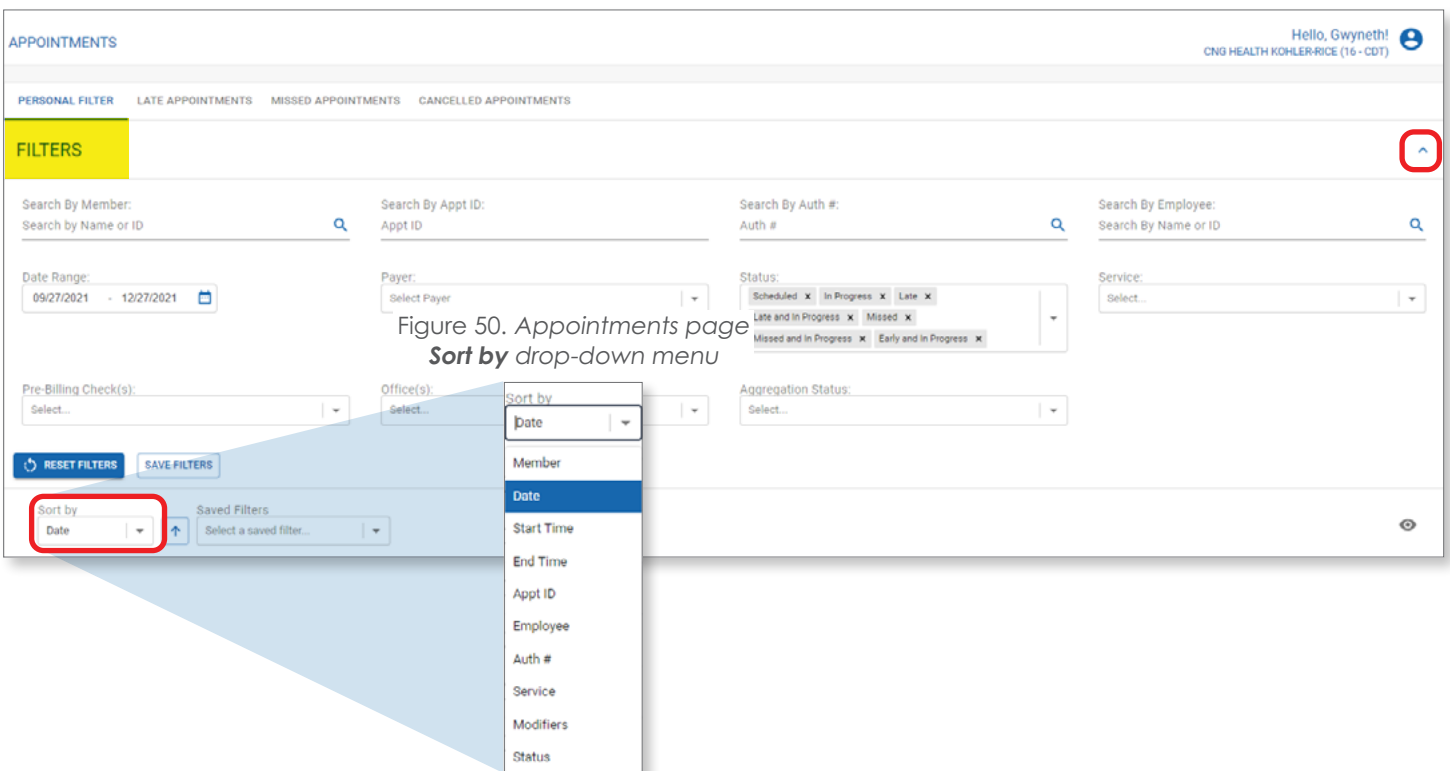 APPOINTMENTS
Hello, Gwyneth!
CNG HEALTH KOHLER-RICE (16 - CDT)
PERSONAL FILTER LATE APPOINTMENTS MISSED APPOINTMENTS CANCELLED APPOINTMENTS
FILTERS
Search By Member: Search By Appt ID: Search By Auth #: Search By Employee:
Search by Name or ID Appt ID Auth # Search By Name or ID
Date Range: Payer: Status: Service:
09/27/2021 - 12/27/2021 Select Payer Scheduled x In Progress x Late x Select...
Late and In Progress x Missed x
Missed and In Progress x Early and In Progress x
Figure 50. Appointments page
Sort by drop-down menu
Pre-Billing Check(s): Office(s): Aggregation Status:
Select... Select... Select...
RESET FILTERS SAVE FILTERS
Sort by Saved Filters
Date Select a saved filter...
Sort by
Date
Member
Date
Start Time
End Time
Appt ID
Employee
Auth #
Service
Modifiers
Status